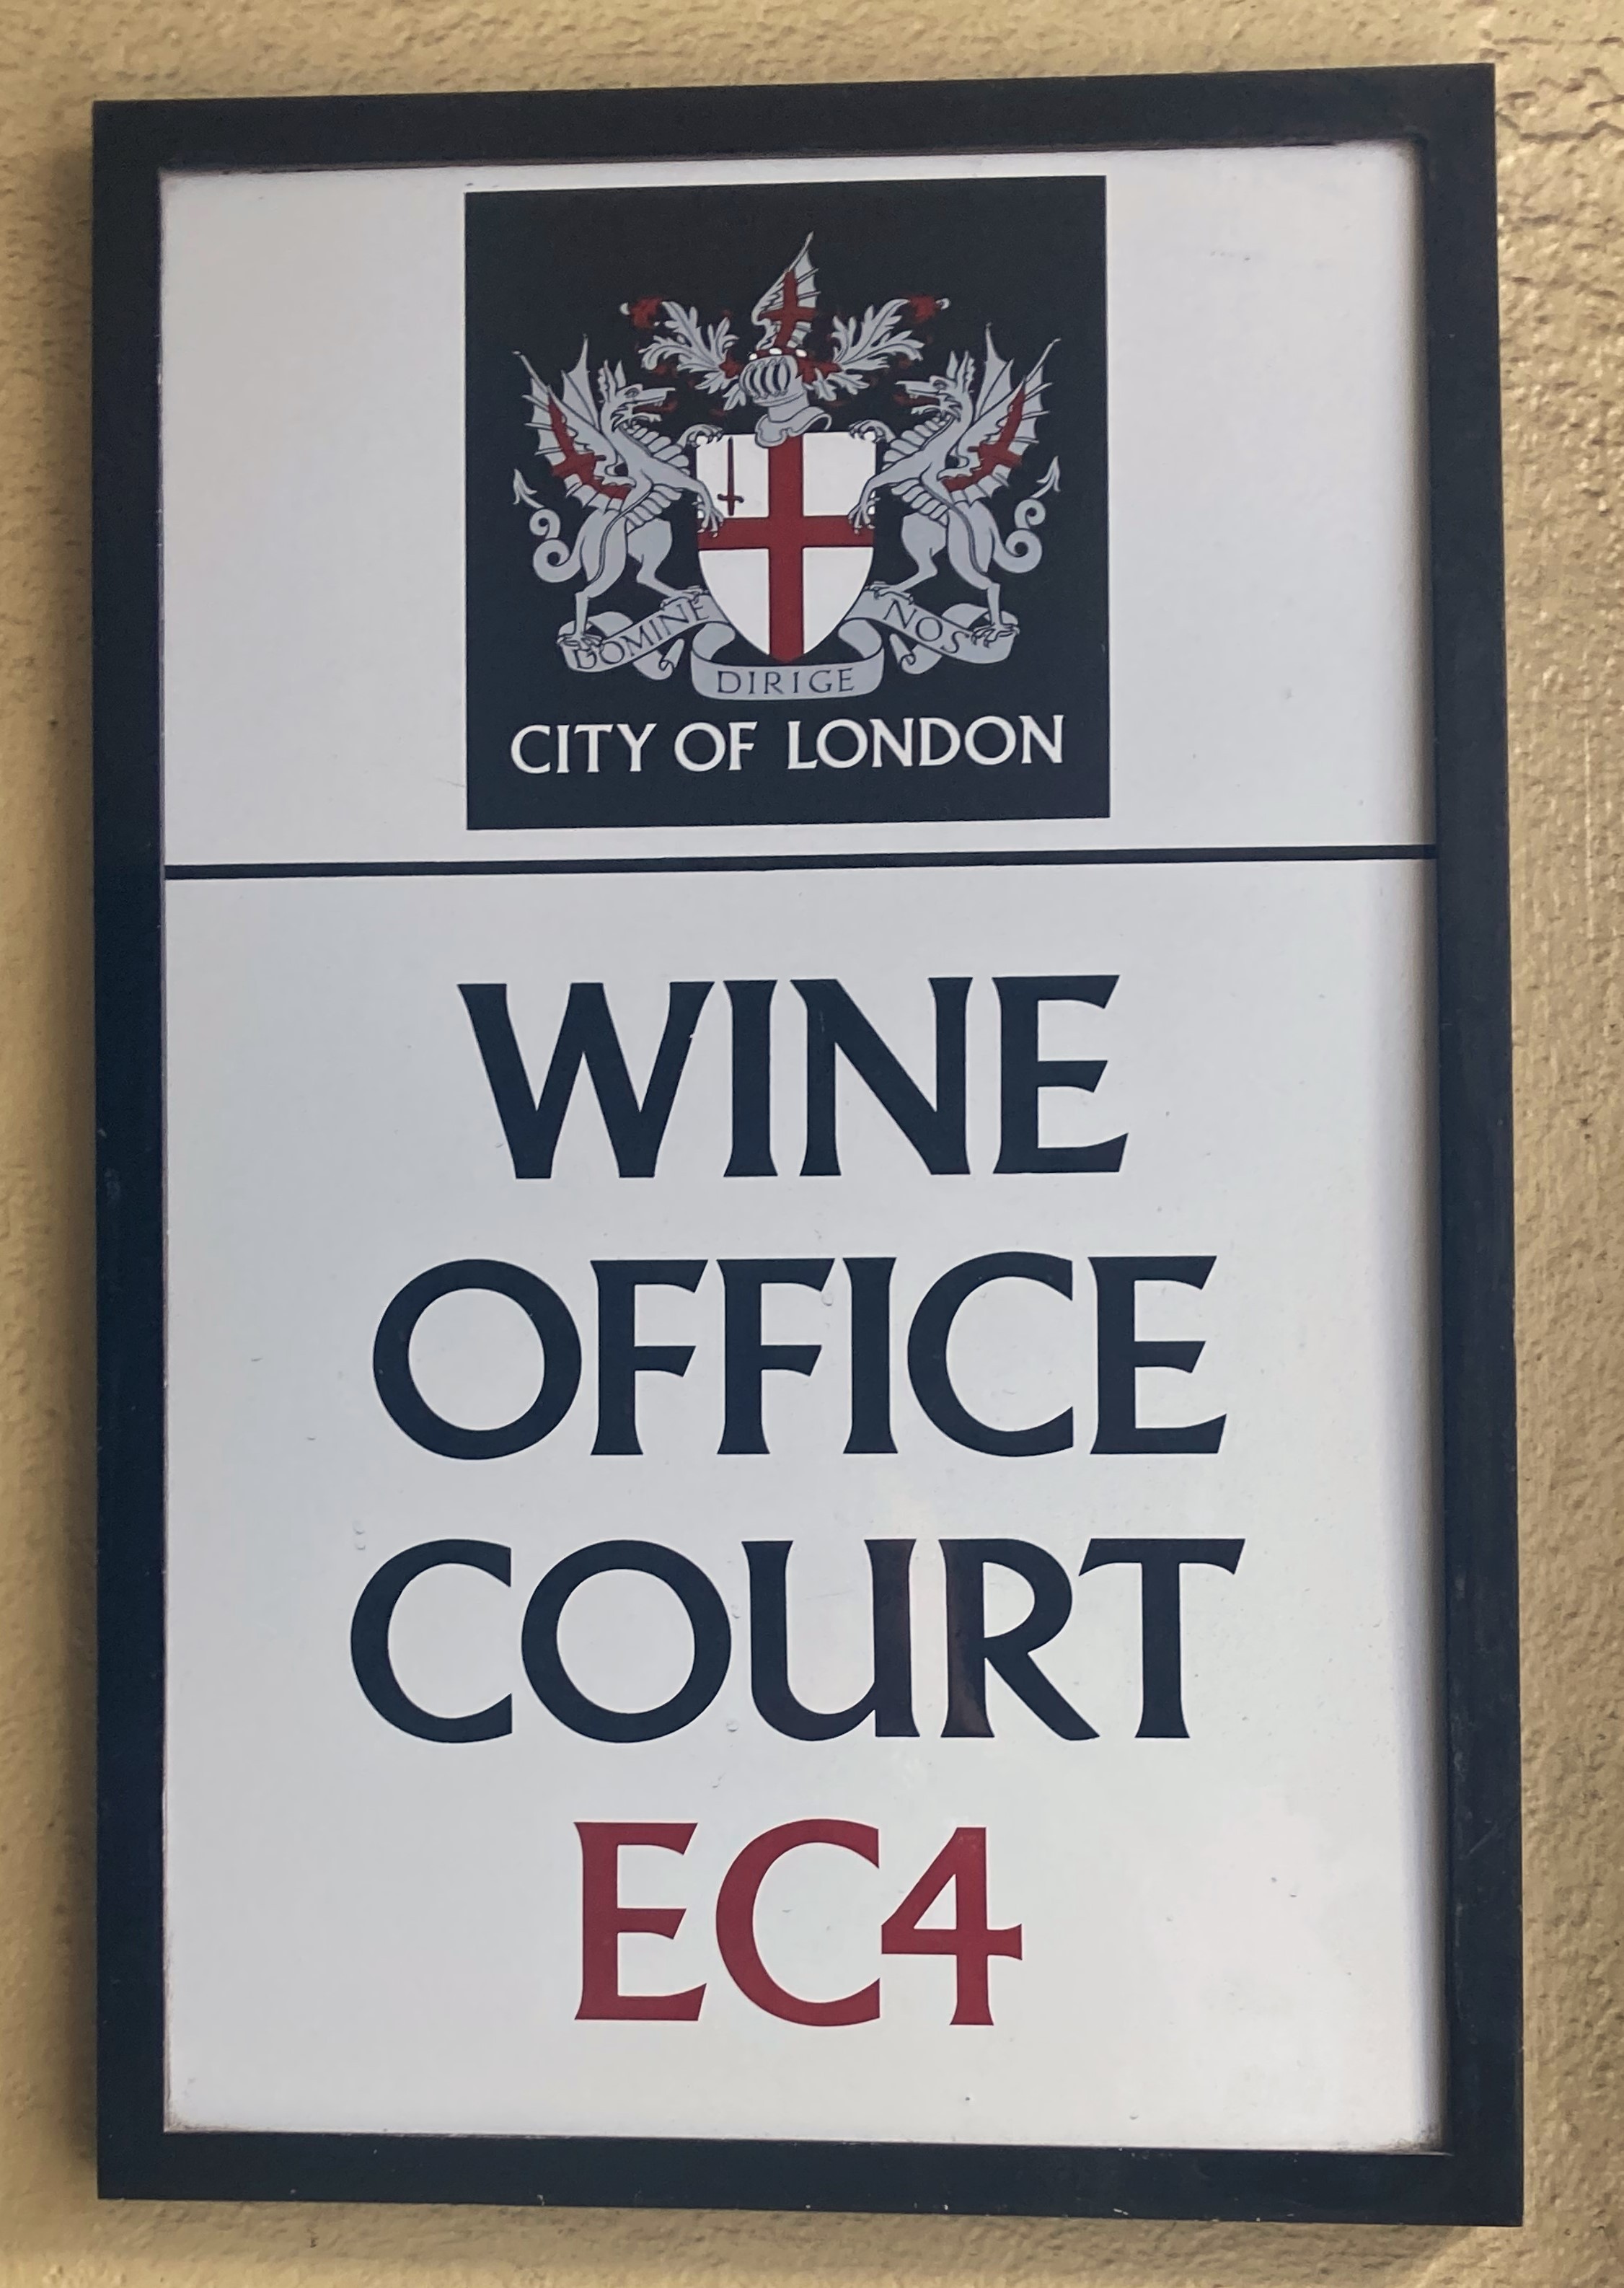 DOMINE DIRIGE NOS
CITY OF LONDON
WINE
OFFICE
COURT
EC4